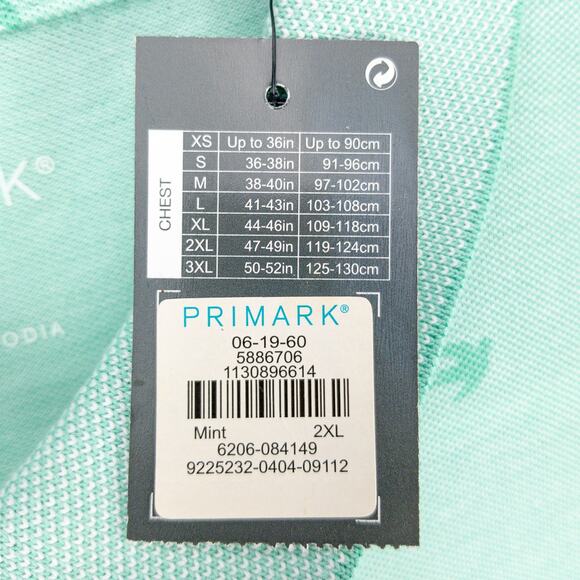 K®
ODIA
CHEST
XS Up to 36in Up to 90cm
S 36-38in 91-96cm
M 38-40in 97-102cm
L 41-43in 103-108cm
XL 44-46in 109-118cm
2XL 47-49in 119-124cm
3XL 50-52in 125-130cm
PRIMARK®
06-19-60
5886706
1130896614
Mint 2XL
6206-084149
9225232-0404-09112